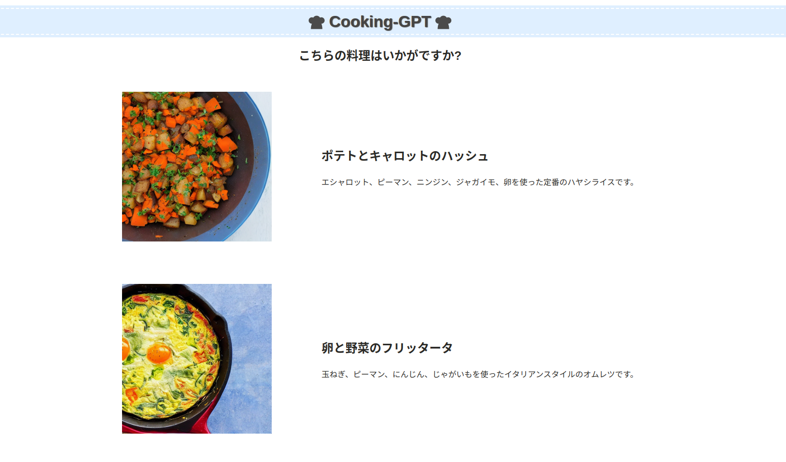 Cooking-GPT
こちらの料理はいかがですか?
ポテトとキャロットのハッシュ
エシャロット、ピーマン、ニンジン、ジャガイモ、卵を使った定番のハヤシライスです。
卵と野菜のフリッタータ
玉ねぎ、ピーマン、にんじん、じゃがいもを使ったイタリアンスタイルのオムレツです。